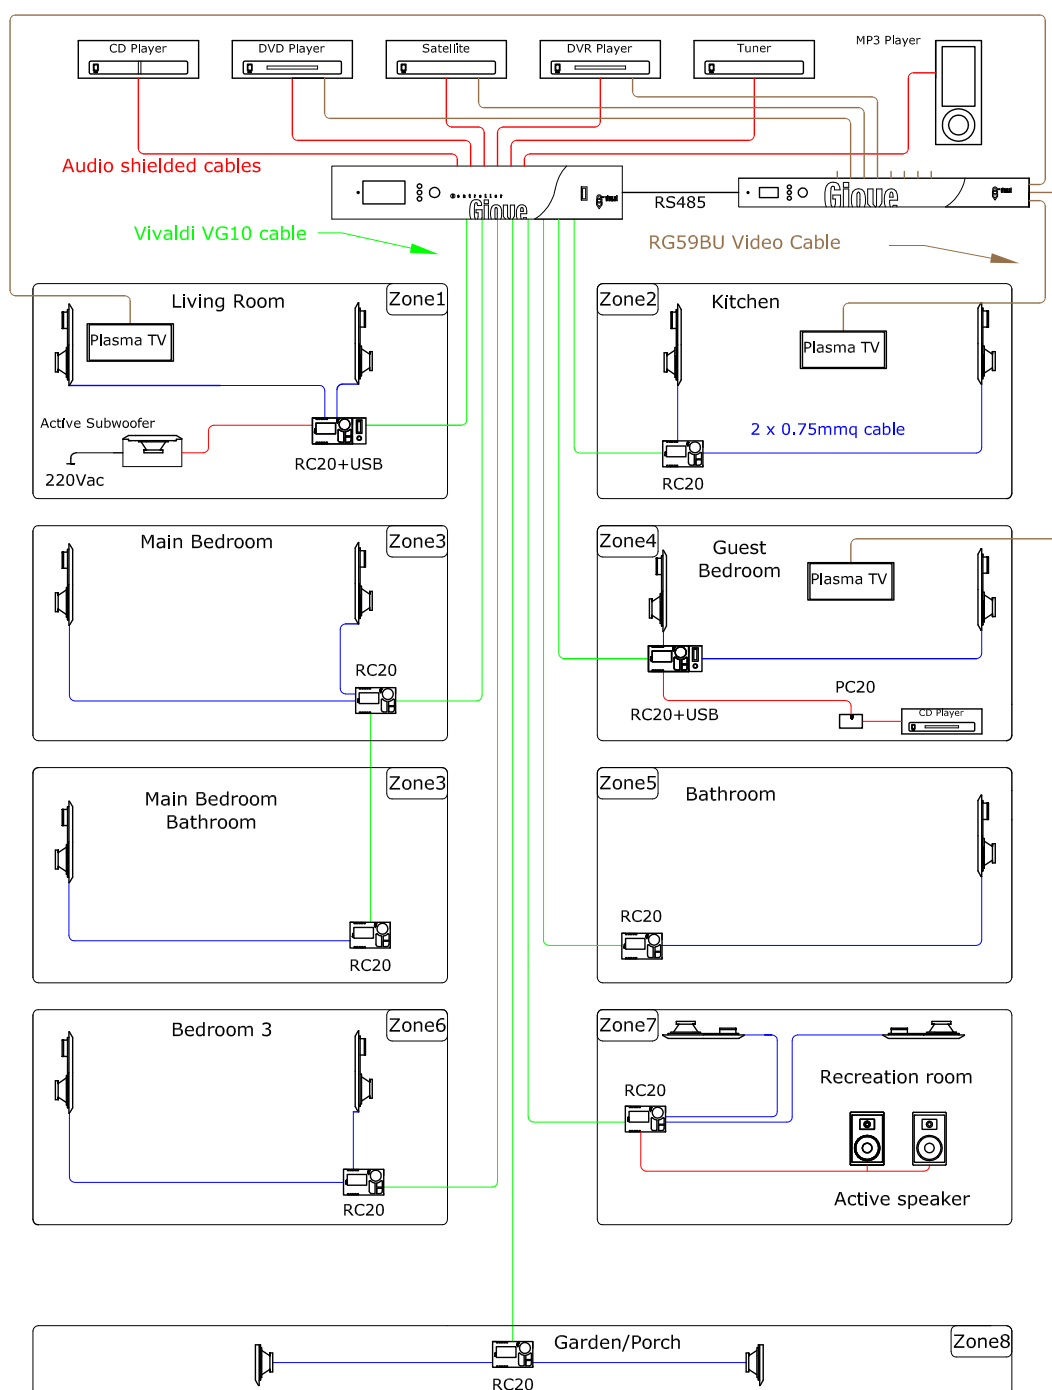 CD Player
DVD Player
Satellite
DVR Player
Tuner
MP3 Player
Audio shielded cables
Controller
Giove
RS485
Giove
Vivaldi VG10 cable
RG59BU Video Cable
Living Room
Zone1
Plasma TV
Active Subwoofer
220Vac
RC20+USB
Zone2
Kitchen
Plasma TV
2 x 0.75mmq cable
RC20
Main Bedroom
Zone3
RC20
Zone4
Guest
Bedroom
Plasma TV
RC20+USB
PC20
CD Player
Main Bedroom
Bathroom
Zone3
RC20
Zone5
Bathroom
RC20
Bedroom 3
Zone6
RC20
Zone7
RC20
Recreation room
Active speaker
Garden/Porch
Zone8
RC20